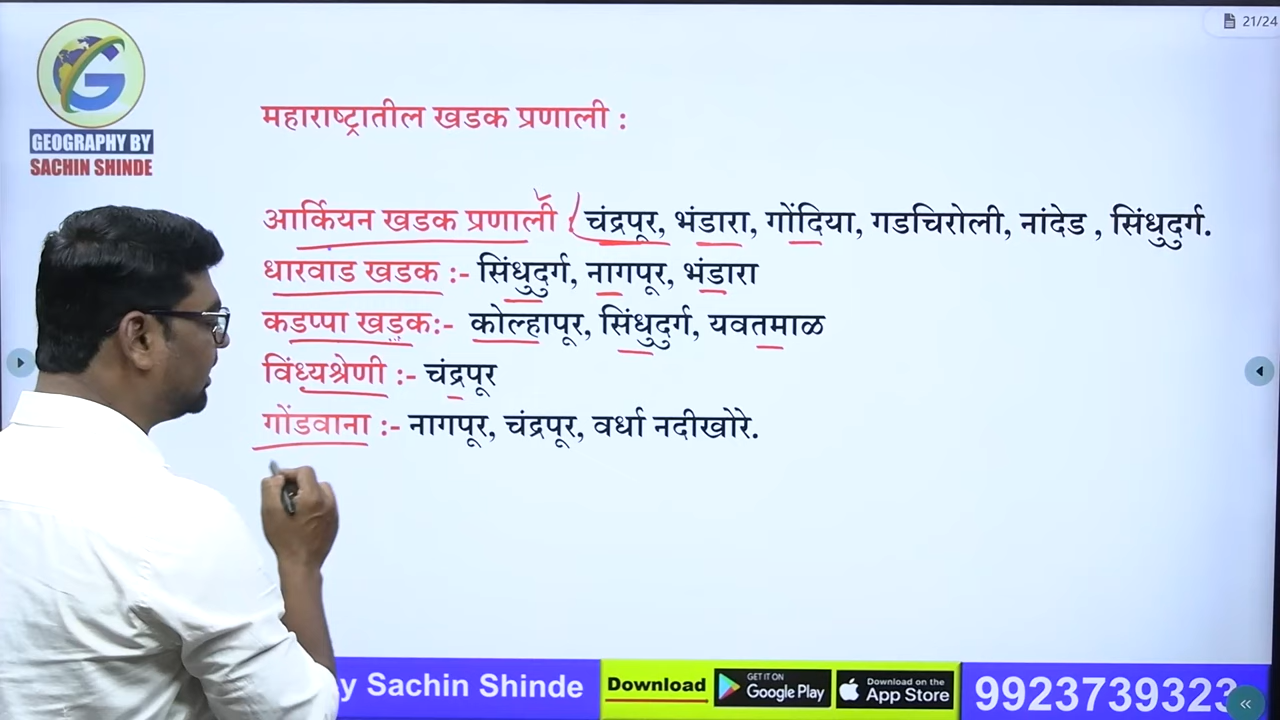 21/24
GEOGRAPHY BY
SACHIN SHINDE
महाराष्ट्रातील खडक प्रणाली :
आर्कियन खडक प्रणाली चंद्रपूर, भंडारा, गोंदिया, गडचिरोली, नांदेड , सिंधुदुर्ग.
धारवाड खडक :- सिंधुदुर्ग, नागपूर, भंडारा
कडप्पा खडक:- कोल्हापूर, सिंधुदुर्ग, यवतमाळ
विंध्यश्रेणी :- चंद्रपूर
गोंडवाना :- नागपूर, चंद्रपूर, वर्धा नदीखोरे.
y Sachin Shinde Download GET IT ON Google Play Download on the App Store 9923739323